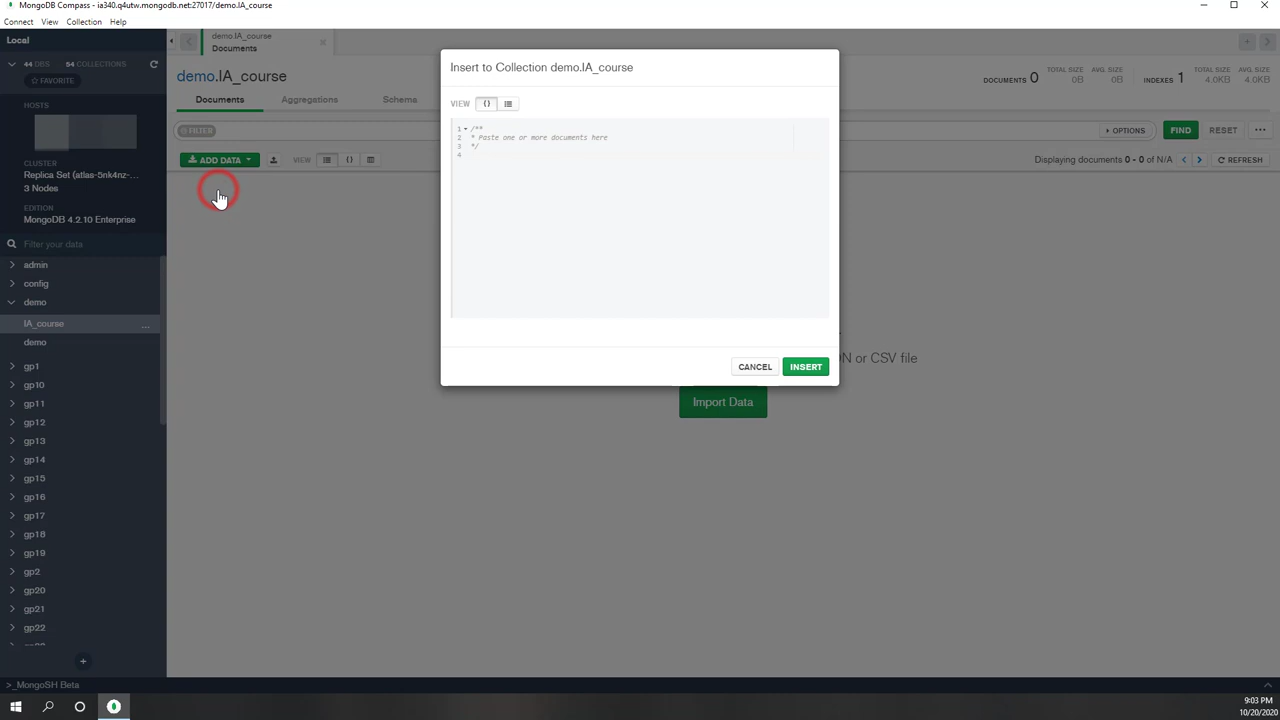 MongoDB Compass - ia340.q4utw.mongodb.net:27017/demo.IA_course
Connect View Collection Help
Local
44 DBS 54 COLLECTIONS
FAVORITE
HOSTS
CLUSTER
Replica Set (atlas-5nk4nz-...
3 Nodes
EDITION
MongoDB 4.2.10 Enterprise
Filter your data
admin
config
demo
IA_course ...
demo
gp1
gp10
gp11
gp12
gp13
gp14
gp15
gp16
gp17
gp18
gp19
gp2
gp20
gp21
gp22
+
demo.IA_course
Documents
demo.IA_course
DOCUMENTS 0
TOTAL SIZE
0B
AVG. SIZE
0B
INDEXES 1
TOTAL SIZE
4.0KB
AVG. SIZE
4.0KB
Documents Aggregations Schema
FILTER
OPTIONS FIND RESET ...
ADD DATA VIEW {}
Displaying documents 0 - 0 of N/A
REFRESH
Insert to Collection demo.IA_course
VIEW {}
1 /**
2 * Paste one or more documents here
3 */
4
CANCEL INSERT
N or CSV file
Import Data
>_MongoSH Beta
9:03 PM
10/20/2020